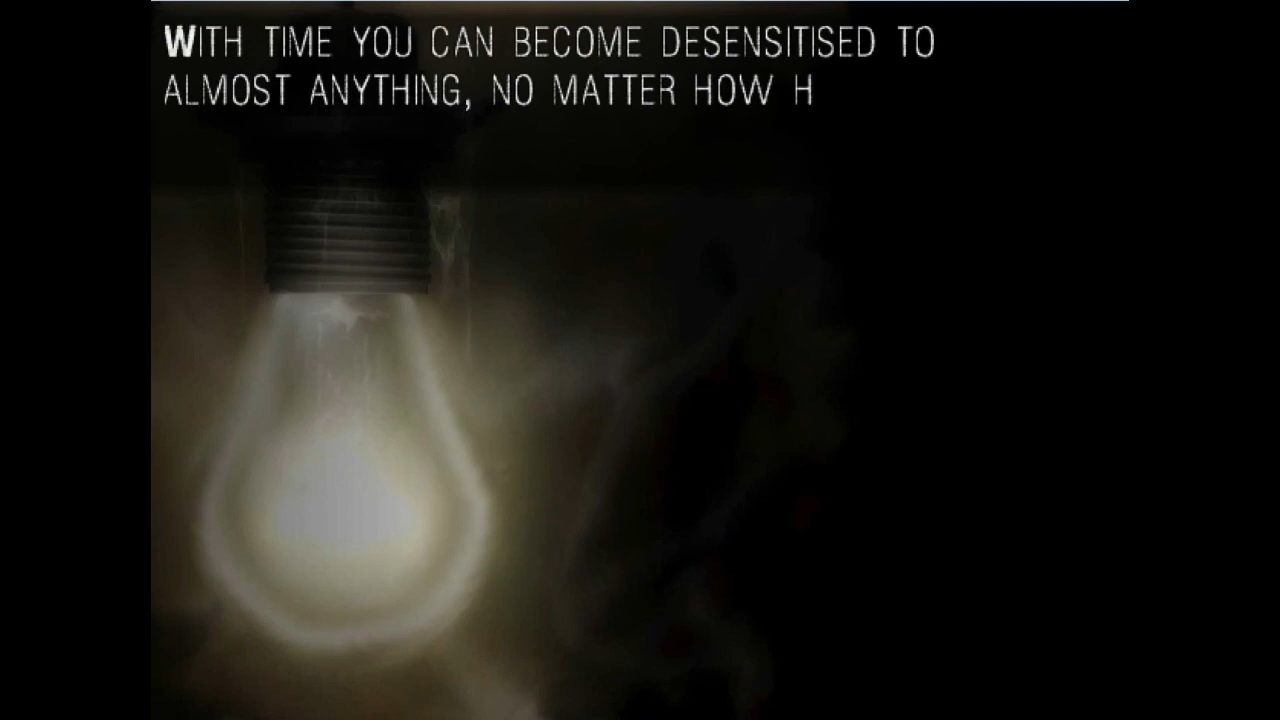 WITH TIME YOU CAN BECOME DESENSITISED TO
ALMOST ANYTHING, NO MATTER HOW H